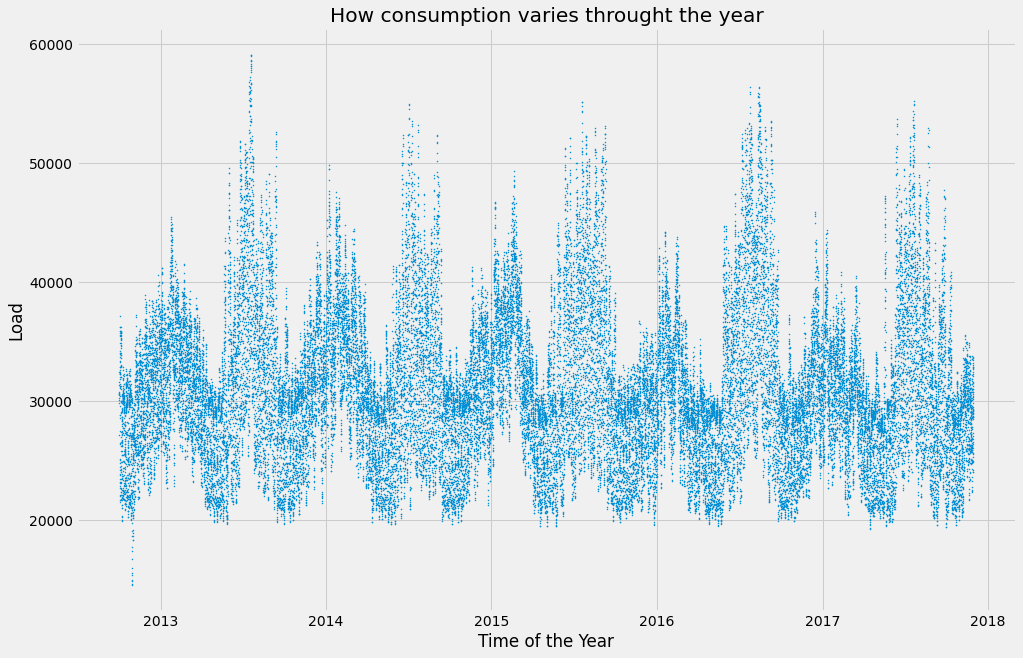 How consumption varies throught the year
60000
50000
40000
30000
20000
Load
2013 2014 2015 2016 2017 2018
Time of the Year